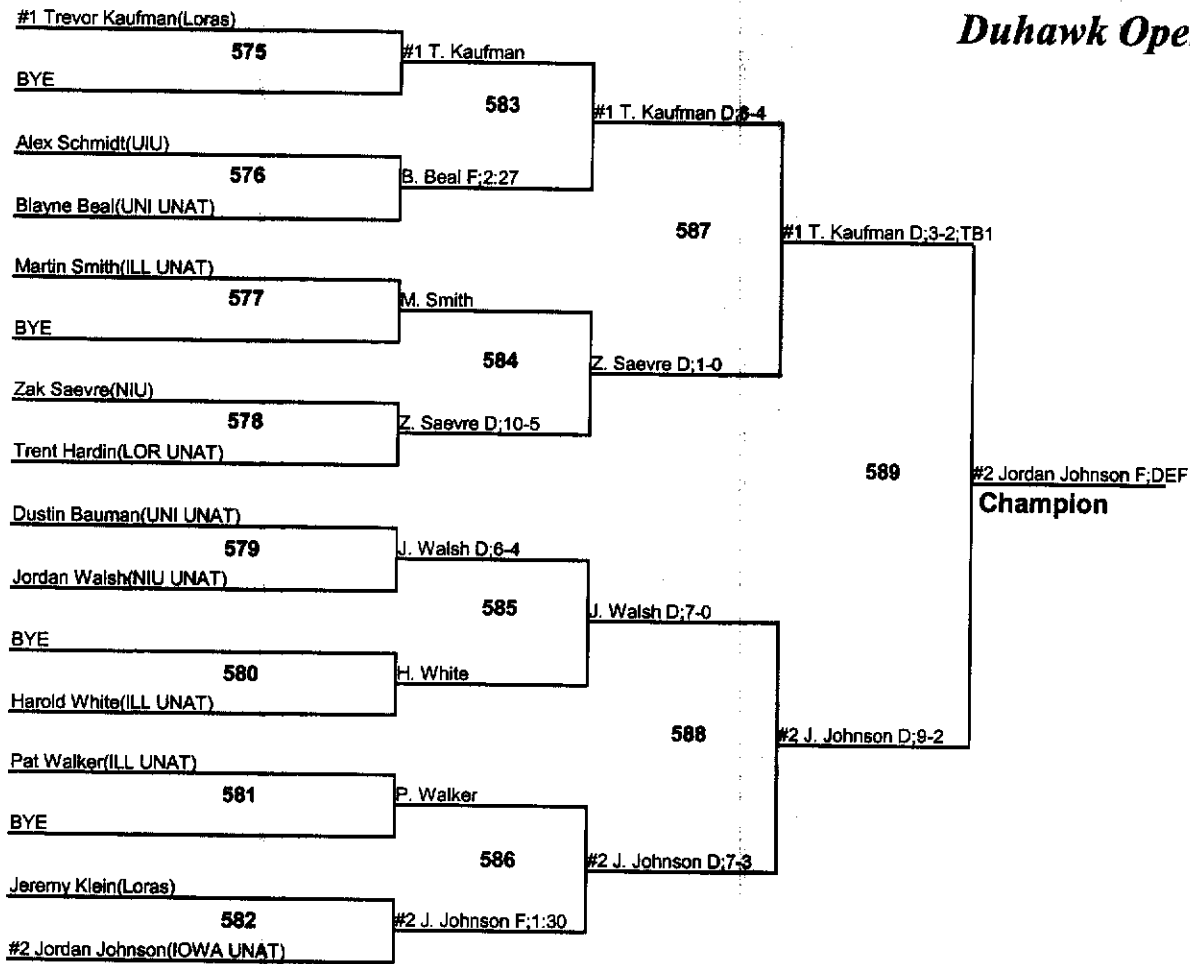 Duhawk Ope
#1 Trevor Kaufman(Loras)
575
BYE
#1 T. Kaufman
583
Alex Schmidt(UIU)
576
Blayne Beal(UNI UNAT)
B. Beal F;2:27
#1 T. Kaufman D;8-4
587
Martin Smith(ILL UNAT)
577
BYE
M. Smith
584
Zak Saevre(NIU)
578
Trent Hardin(LOR UNAT)
Z. Saevre D;10-5
Z. Saevre D;1-0
#1 T. Kaufman D;3-2;TB1
589
#2 Jordan Johnson F;DEF
Champion
Dustin Bauman(UNI UNAT)
579
Jordan Walsh(NIU UNAT)
J. Walsh D;6-4
585
BYE
580
Harold White(ILL UNAT)
H. White
J. Walsh D;7-0
588
#2 J. Johnson D;9-2
Pat Walker(ILL UNAT)
581
BYE
P. Walker
586
Jeremy Klein(Loras)
582
#2 Jordan Johnson(IOWA UNAT)
#2 J. Johnson F;1:30
#2 J. Johnson D;7-3